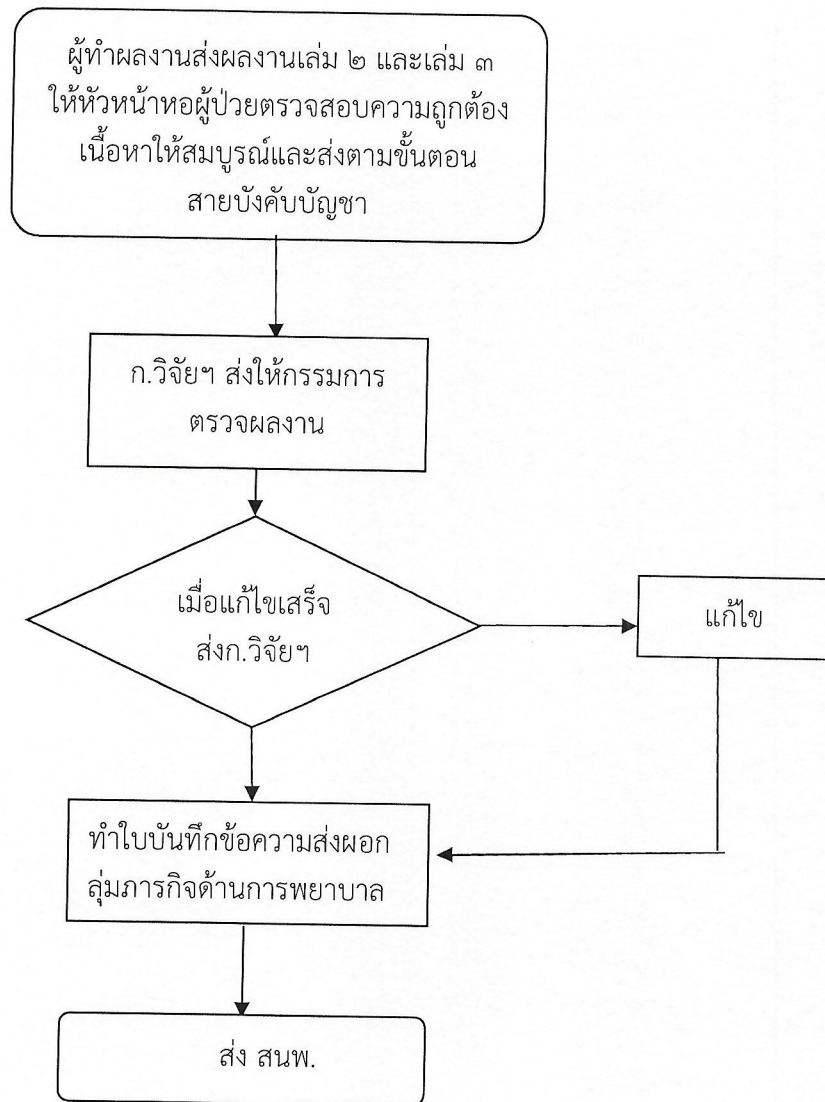 ผู้ทำผลงานส่งผลงานเล่ม ๒ และเล่ม ๓
ให้หัวหน้าหอผู้ป่วยตรวจสอบความถูกต้อง
เนื้อหาให้สมบูรณ์และส่งตามขั้นตอน
สายบังคับบัญชา
ก.วิจัยฯ ส่งให้กรรมการ
ตรวจผลงาน
เมื่อแก้ไขเสร็จ
ส่งก.วิจัยฯ
แก้ไข
ทำใบบันทึกข้อความส่งผอก
ลุ่มภารกิจด้านการพยาบาล
ส่ง สนพ.